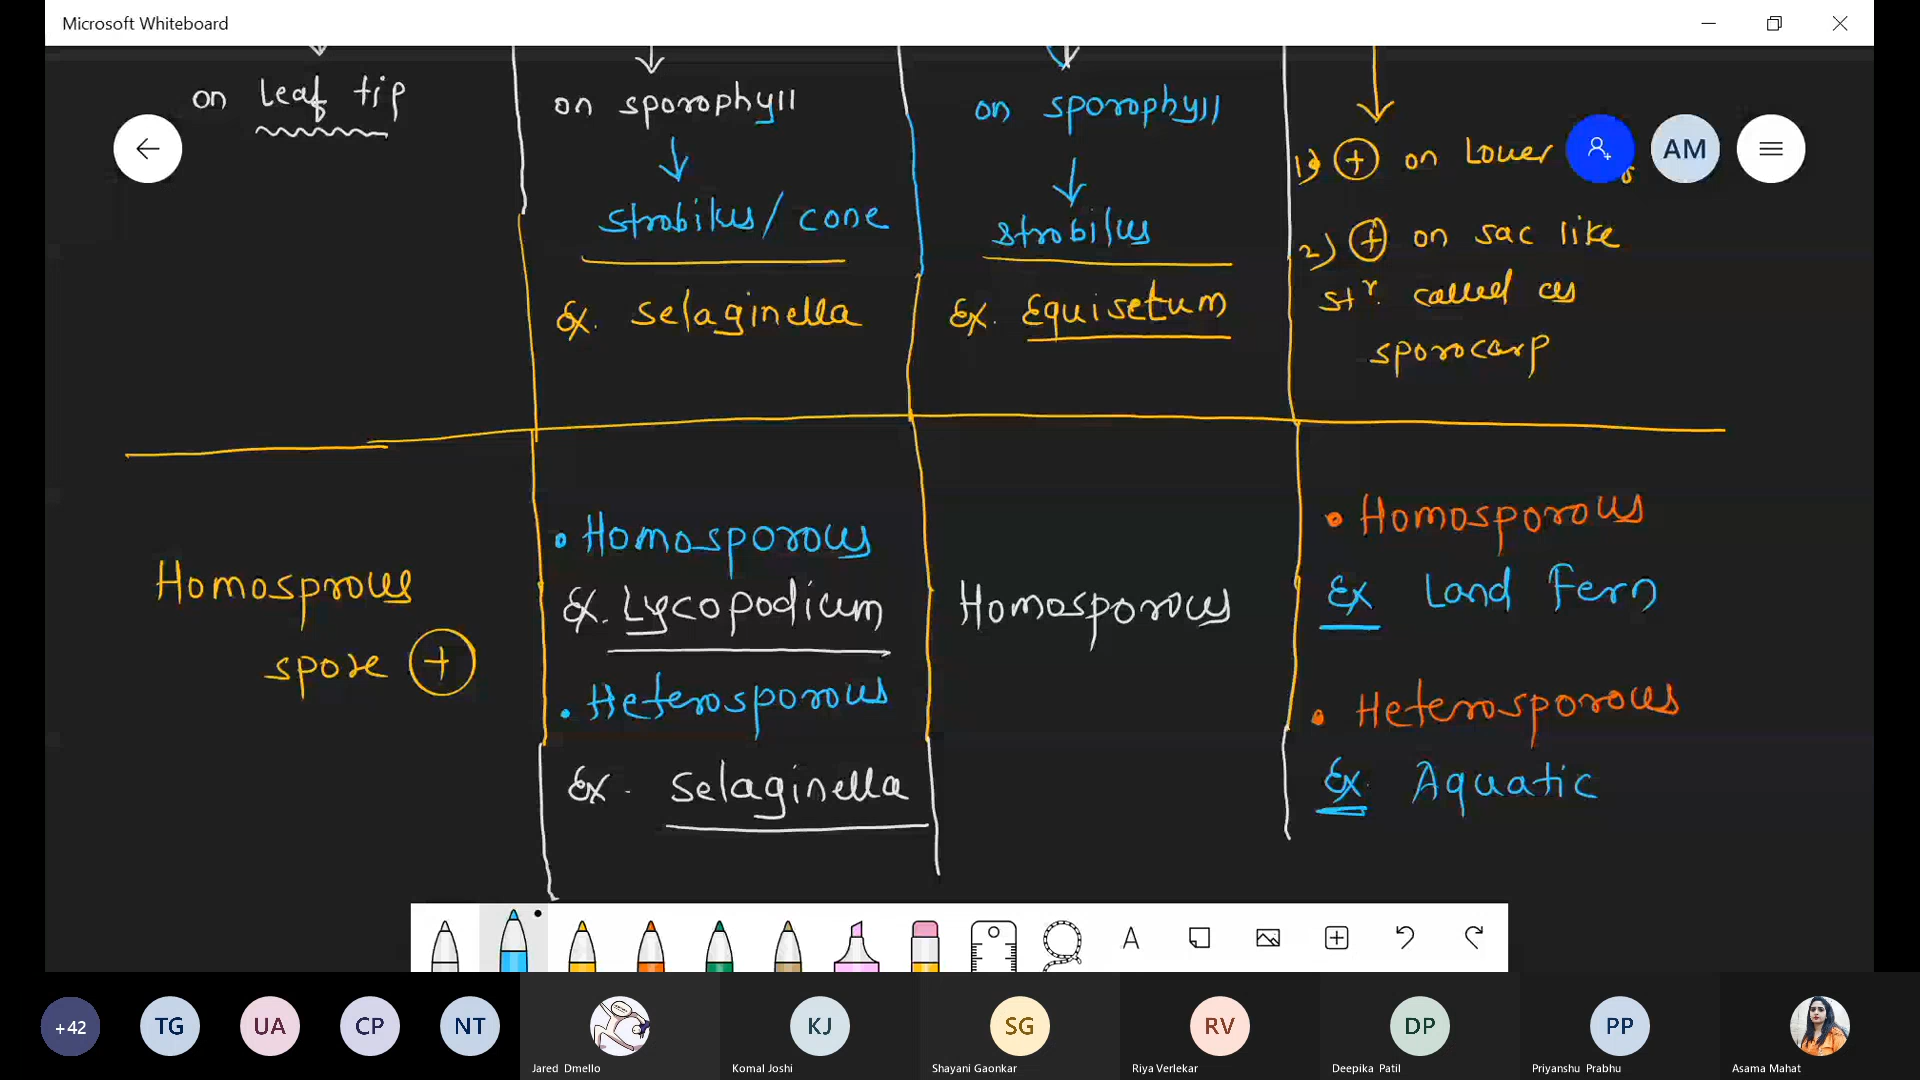 Microsoft Whiteboard
on leaf tip
on sporophyll
strobilus / cone
Ex. Selaginella
on sporophyll
strobilus
Ex. Equisetum
1) + on Lower
2) + on sac like
strʳ. called as
sporocarp
AM
Homosprous
spore +
• Homosporous
Ex. Lycopodium
• Heterosporous
Ex. Selaginella
Homosporous
• Homosporous
Ex Land Fern
• Heterosporous
Ex. Aquatic
A
+42
TG
UA
CP
NT
Jared Dmello
KJ
Komal Joshi
SG
Shayani Gaonkar
RV
Riya Verlekar
DP
Deepika Patil
PP
Priyanshu Prabhu
Asama Mahat